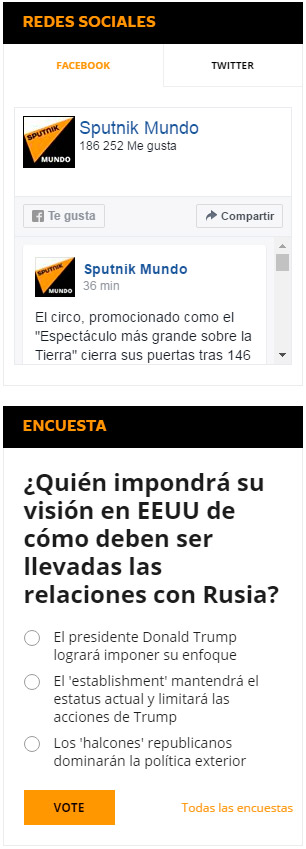 REDES SOCIALES
FACEBOOK
TWITTER
SPUTNIK
MUNDO
Sputnik Mundo
186 252 Me gusta
Te gusta
Compartir
SPUTNIK
MUNDO
Sputnik Mundo
36 min
El circo, promocionado como el
"Espectáculo más grande sobre la
Tierra" cierra sus puertas tras 146
ENCUESTA
¿Quién impondrá su
visión en EEUU de
cómo deben ser
llevadas las
relaciones con Rusia?
El presidente Donald Trump
logrará imponer su enfoque
El 'establishment' mantendrá el
estatus actual y limitará las
acciones de Trump
Los 'halcones' republicanos
dominarán la política exterior
VOTE
Todas las encuestas